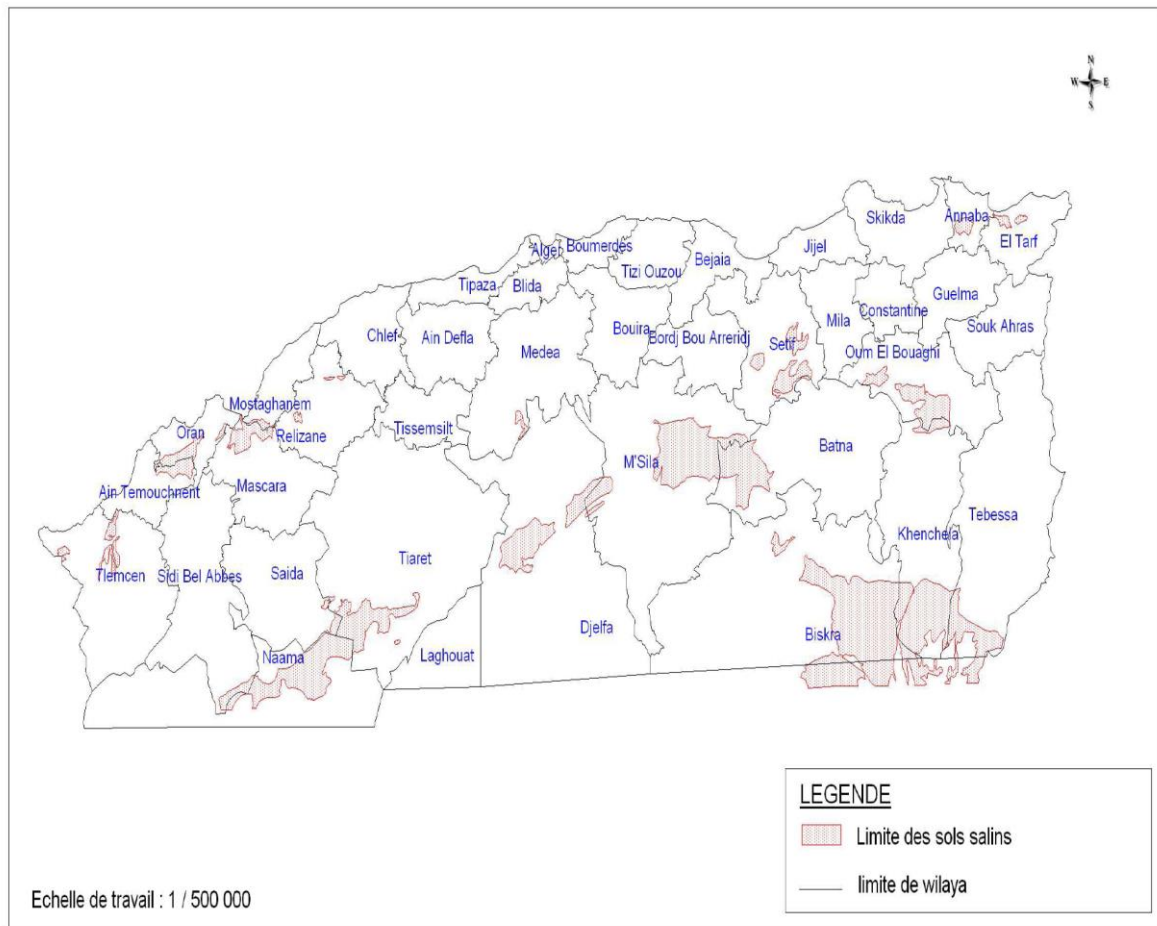 N
W E
S
Skikda
Annaba
El Tarf
Jijel
Alger
Boumerdes
Tizi Ouzou
Bejaia
Tipaza
Blida
Guelma
Constantine
Mila
Souk Ahras
Chlef
Ain Defla
Medea
Bouira
Bordj Bou Arreridj
Setif
Oum El Bouaghi
Mostaghanem
Oran
Relizane
Tissemsilt
M'Sila
Batna
Ain Temouchnent
Mascara
Tebessa
Khenchela
Tlemcen
Sidi Bel Abbes
Saida
Tiaret
Djelfa
Biskra
Naama
Laghouat
LEGENDE
Limite des sols salins
limite de wilaya
Echelle de travail : 1 / 500 000